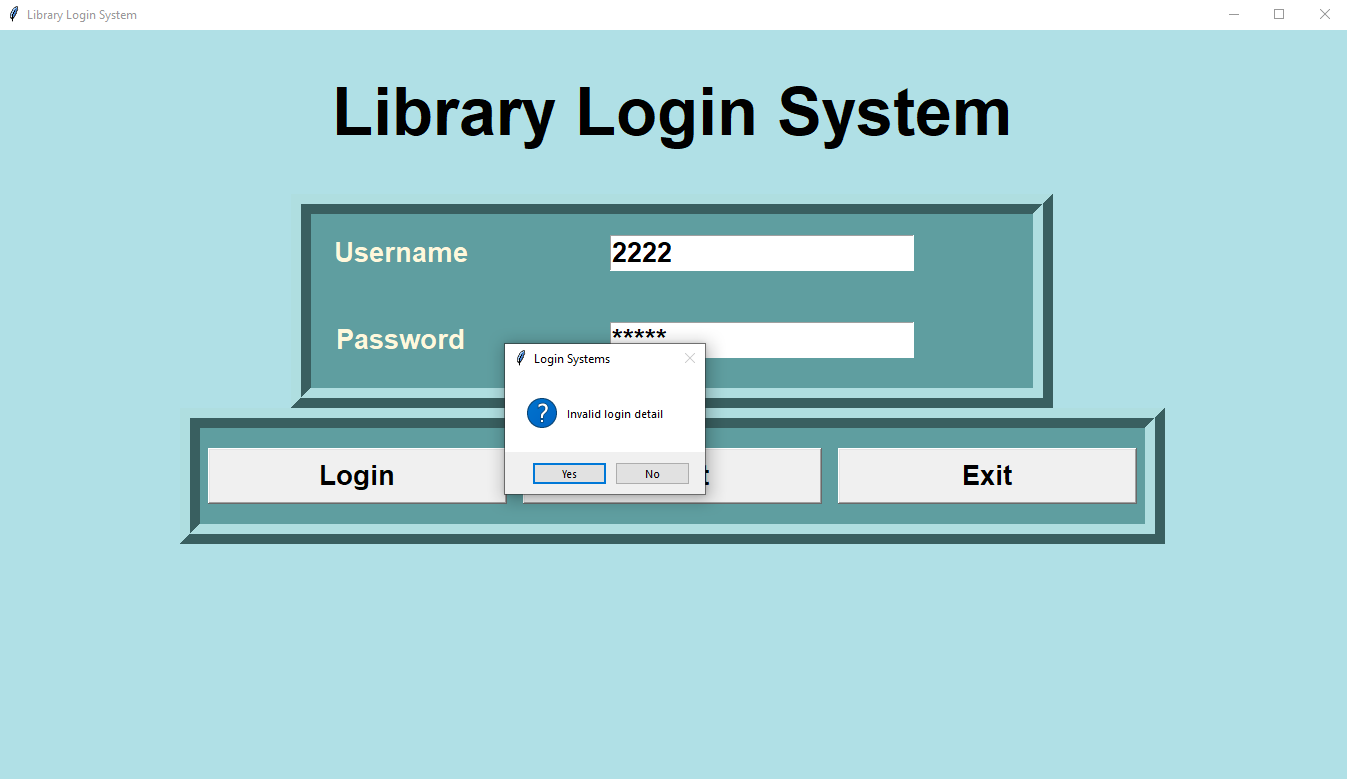 Library Login System
Library Login System
Username 2222
Password *****
Login Systems
Invalid login detail
Yes No
Login Exit